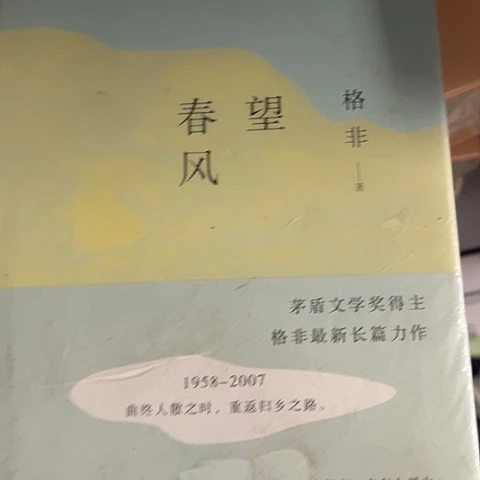 望
春风
格非
著
茅盾文学奖得主
格非最新长篇力作
1958-2007
曲终人散之时，重返归乡之路。